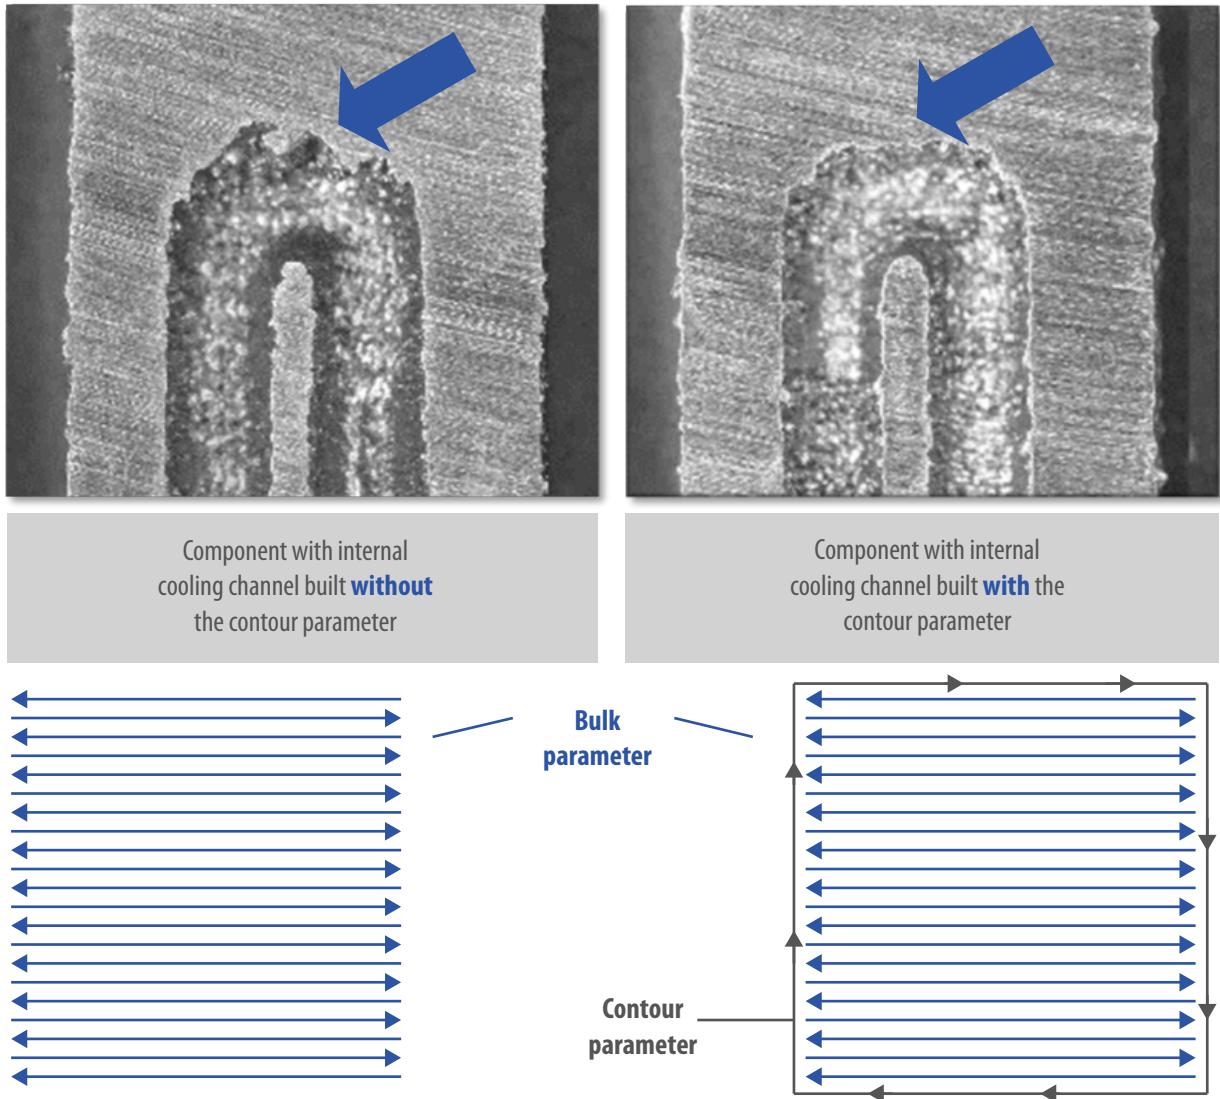 Component with internal
cooling channel built without
the contour parameter
Component with internal
cooling channel built with the
contour parameter
Bulk
parameter
Contour
parameter